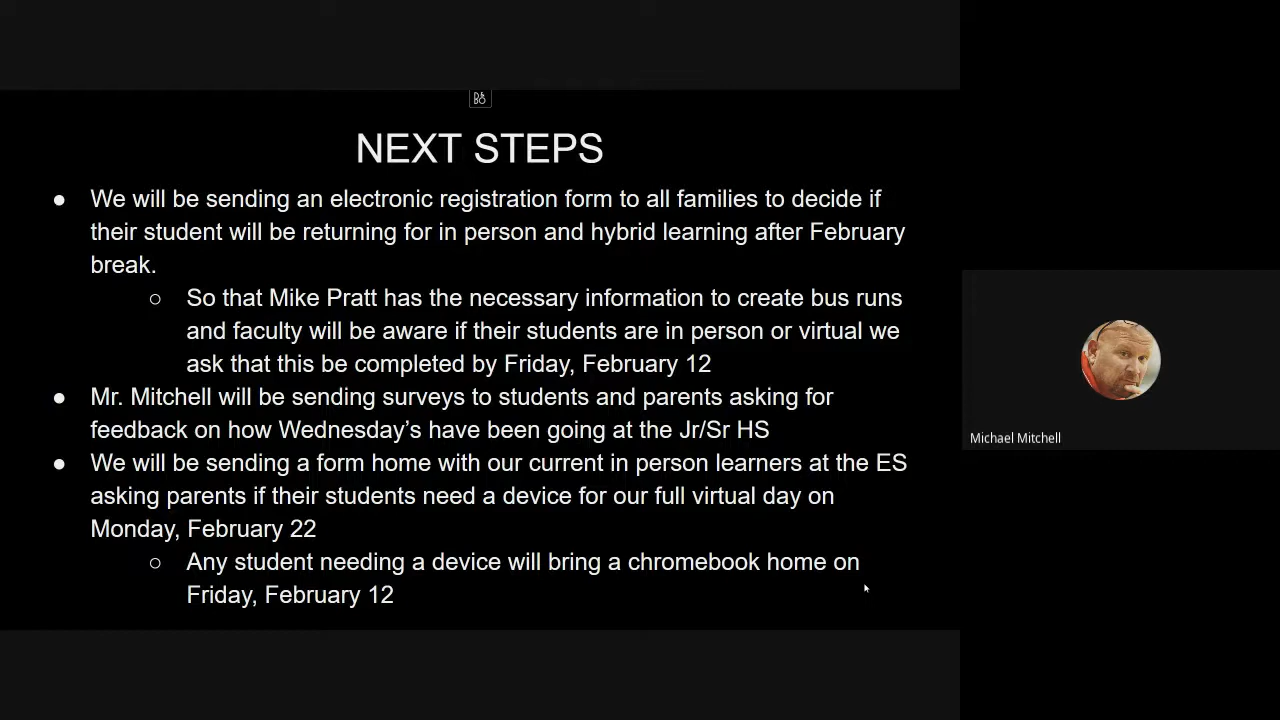 NEXT STEPS
● We will be sending an electronic registration form to all families to decide if
their student will be returning for in person and hybrid learning after February
break.
○ So that Mike Pratt has the necessary information to create bus runs
and faculty will be aware if their students are in person or virtual we
ask that this be completed by Friday, February 12
● Mr. Mitchell will be sending surveys to students and parents asking for
feedback on how Wednesday's have been going at the Jr/Sr HS
● We will be sending a form home with our current in person learners at the ES
asking parents if their students need a device for our full virtual day on
Monday, February 22
○ Any student needing a device will bring a chromebook home on
Friday, February 12
Michael Mitchell